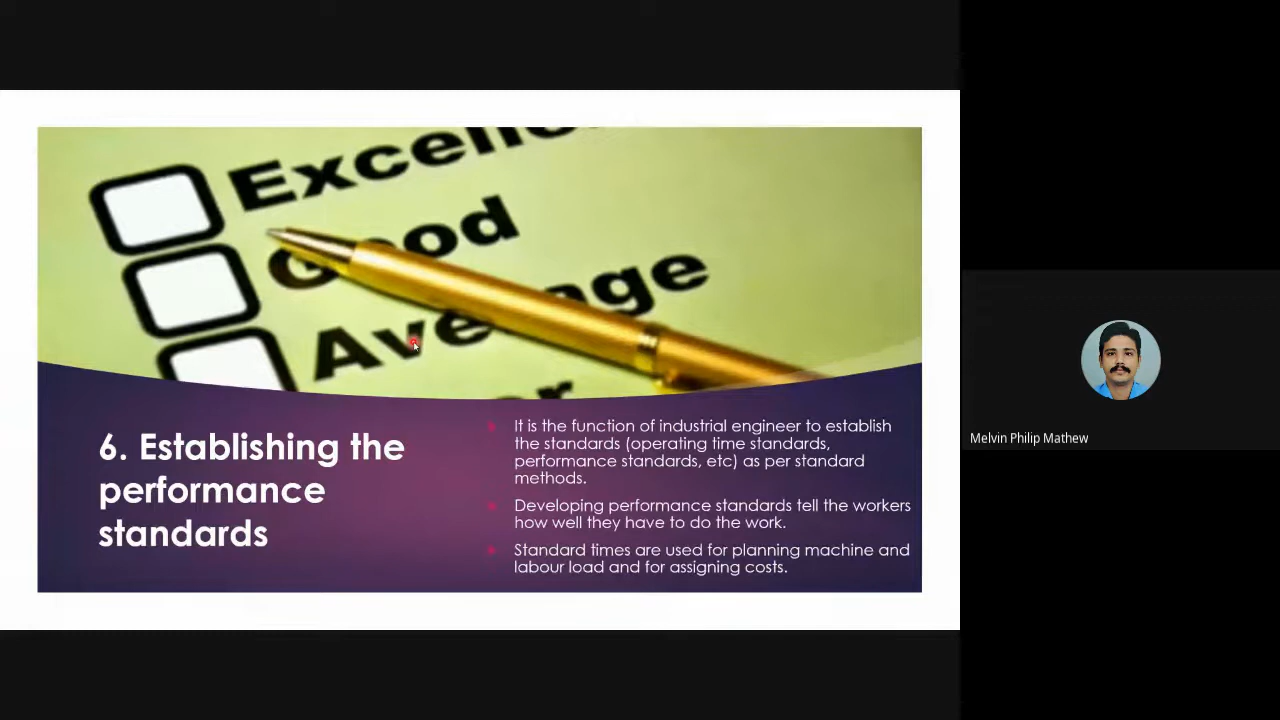 Excelle
Good
Average
6. Establishing the
performance
standards
It is the function of industrial engineer to establish
the standards (operating time standards,
performance standards, etc) as per standard
methods.
Developing performance standards tell the workers
how well they have to do the work.
Standard times are used for planning machine and
labour load and for assigning costs.
Melvin Philip Mathew